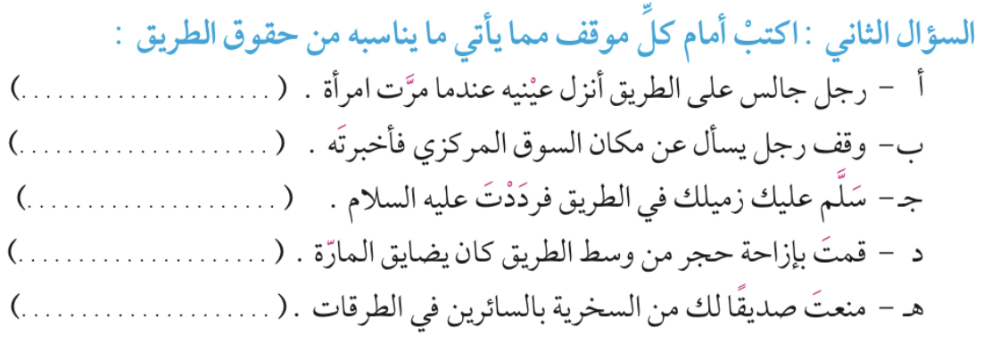 السؤال الثاني : اكتبْ أمام كلِّ موقف مما يأتي ما يناسبه من حقوق الطريق :
أ - رجل جالس على الطريق أنزل عيْنيه عندما مرَّت امرأة . ( .....................)
ب- وقف رجل يسأل عن مكان السوق المركزي فأخبرتَه . ( .....................)
جـ- سَلَّم عليك زميلك في الطريق فردَدْتَ عليه السلام . ( .....................)
د - قمتَ بإزاحة حجر من وسط الطريق كان يضايق المارّة . ( .....................)
هـ - منعتَ صديقًا لك من السخرية بالسائرين في الطرقات . ( .....................)